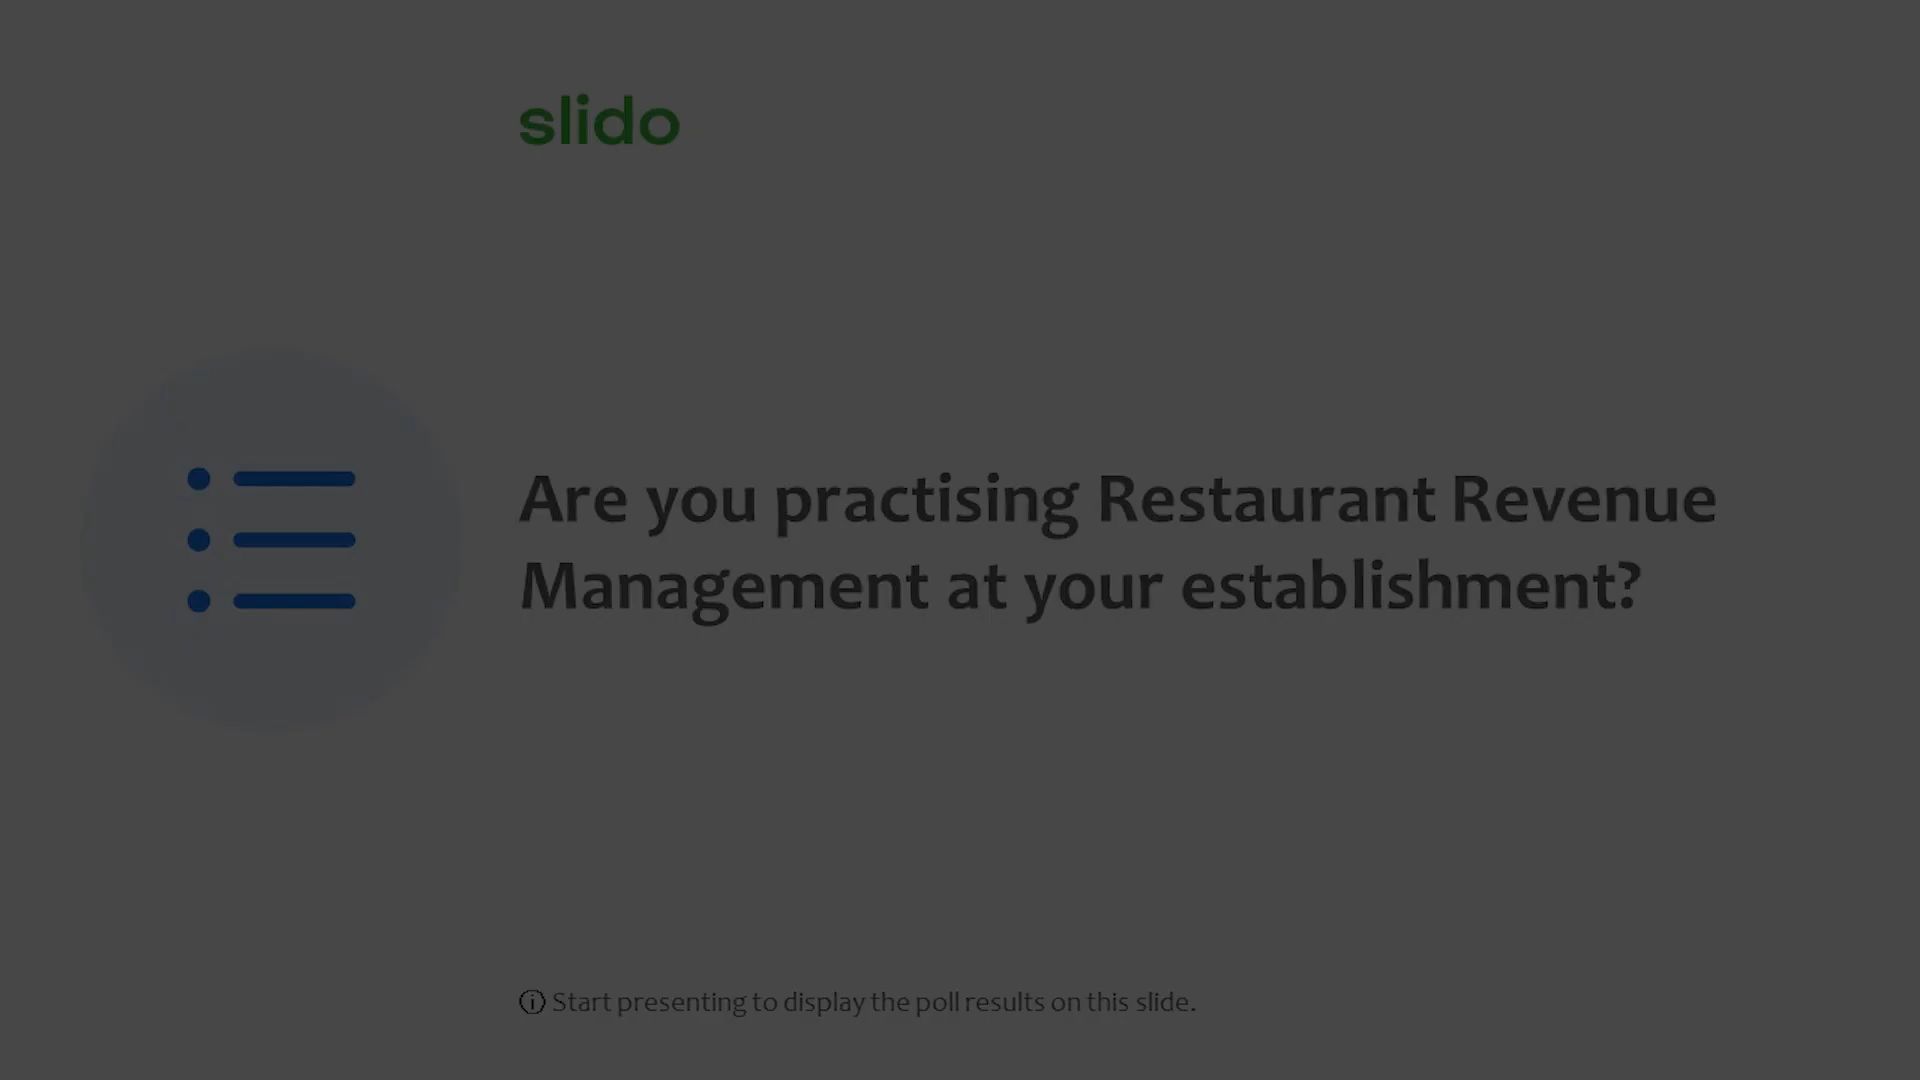 slido
Are you practising Restaurant Revenue
Management at your establishment?
Start presenting to display the poll results on this slide.